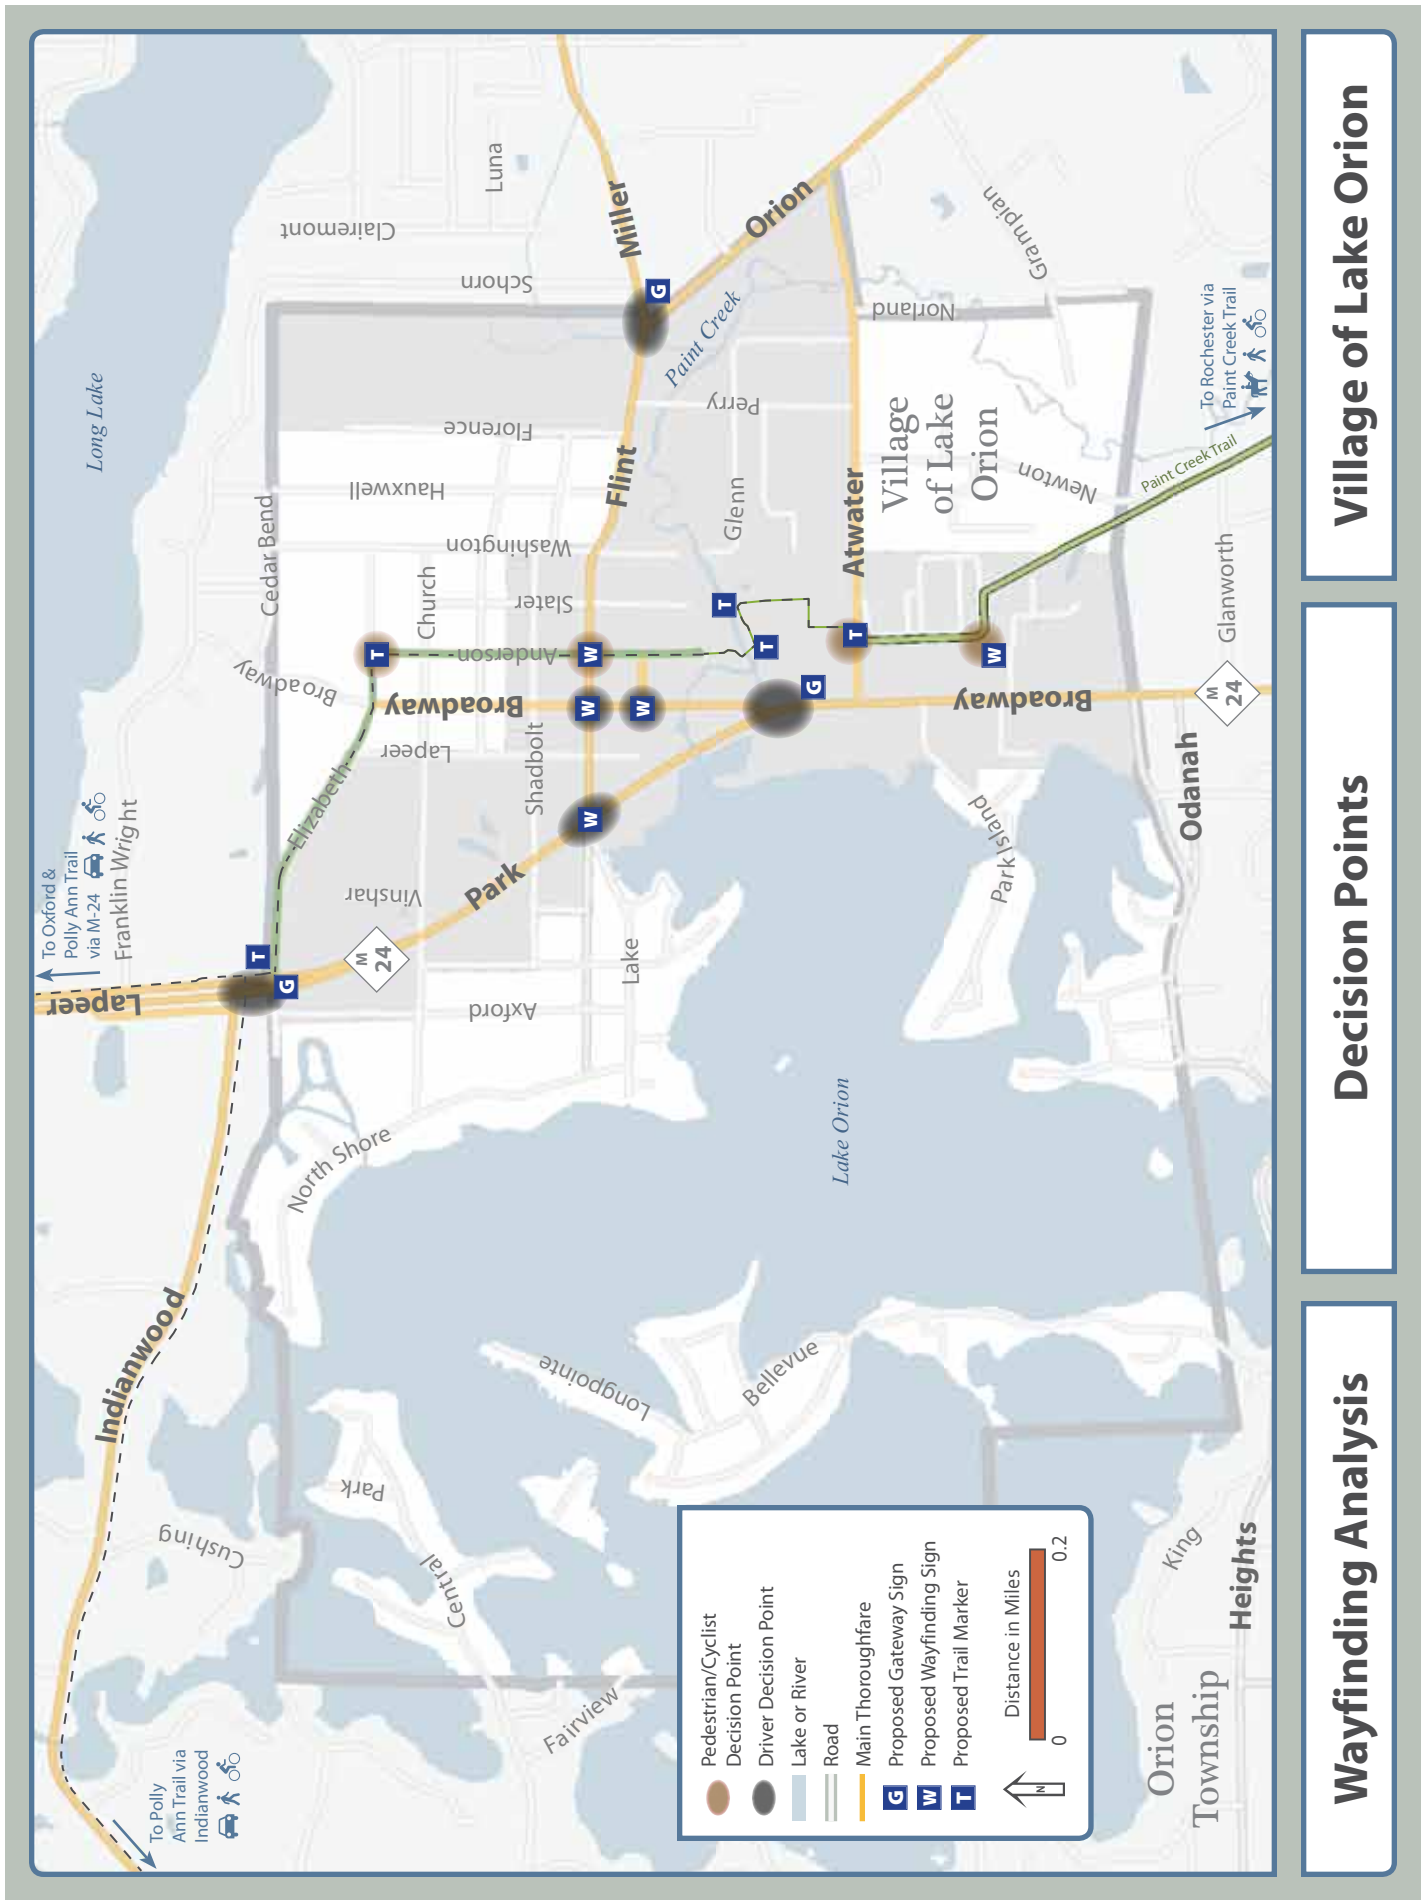 Wayfinding Analysis
Decision Points
Village of Lake Orion
To Polly
Ann Trail via
Indianwood
Indianwood
Cushing
Lapeer
To Oxford &
Polly Ann Trail
via M-24
Franklin Wright
Long Lake
Cedar Bend
Broadway
Elizabeth
T
G
M
24
North Shore
Park
Central
Fairview
Longpointe
Bellevue
Axford
Vinshar
Park
Lapeer
Broadway
T
Church
Anderson
Shadbolt
Slater
Washington
Hauxwell
Florence
Schorn
Clairemont
Luna
Miller
Flint
G
Orion
Lake
W
W
W
W
Paint Creek
Perry
Glenn
T
T
G
T
Atwater
Village
of Lake
Orion
Norland
Grampian
Newton
W
Broadway
Lake Orion
Park Island
Odanah
M
24
Glanworth
Paint Creek Trail
To Rochester via
Paint Creek Trail
King
Heights
Orion
Township
Pedestrian/Cyclist
Decision Point
Driver Decision Point
Lake or River
Road
Main Thoroughfare
G Proposed Gateway Sign
W Proposed Wayfinding Sign
T Proposed Trail Marker
N
Distance in Miles
0 0.2